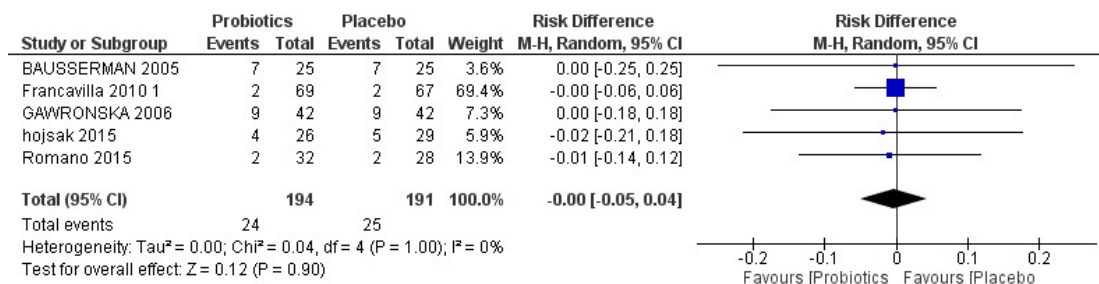 Probiotics Placebo Risk Difference Risk Difference
Study or Subgroup Events Total Events Total Weight M-H, Random, 95% CI M-H, Random, 95% CI
BAUSSERMAN 2005 7 25 7 25 3.6% 0.00 [-0.25, 0.25]
Francavilla 2010 1 2 69 2 67 69.4% -0.00 [-0.06, 0.06]
GAWRONSKA 2006 9 42 9 42 7.3% 0.00 [-0.18, 0.18]
hojsak 2015 4 26 5 29 5.9% -0.02 [-0.21, 0.18]
Romano 2015 2 32 2 28 13.9% -0.01 [-0.14, 0.12]
Total (95% CI) 194 191 100.0% -0.00 [-0.05, 0.04]
Total events 24 25
Heterogeneity: Tau² = 0.00; Chi² = 0.04, df = 4 (P = 1.00); I² = 0%
Test for overall effect: Z = 0.12 (P = 0.90)
-0.2 -0.1 0 0.1 0.2
Favours [Probiotics Favours [Placebo